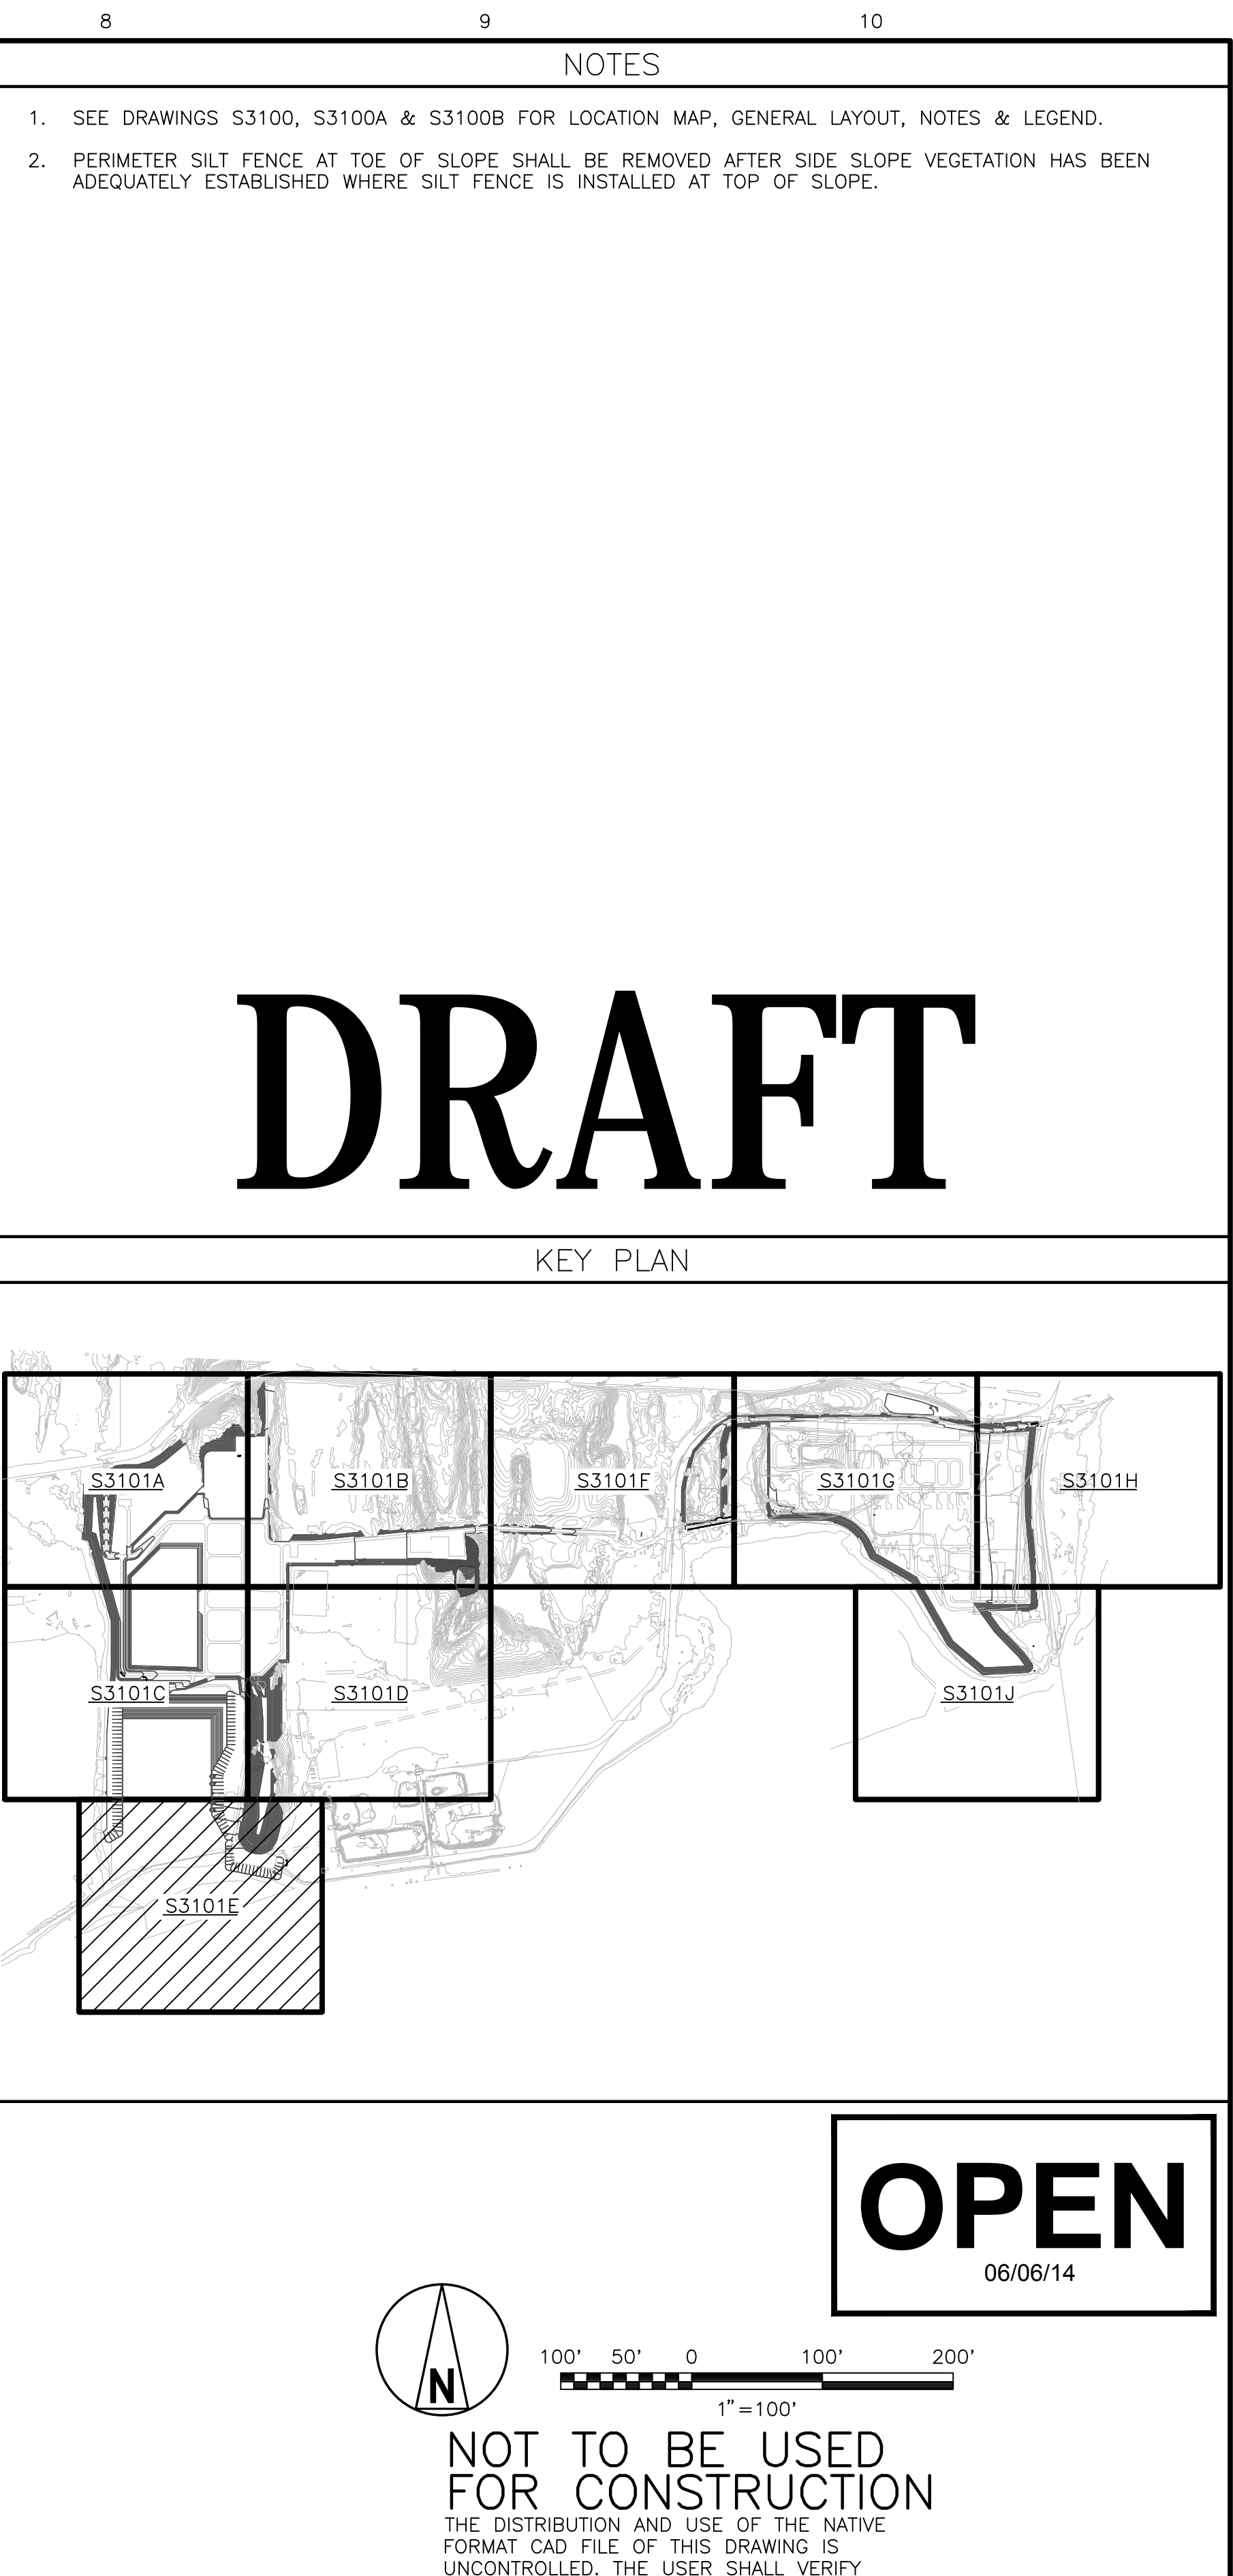 8 9 10
NOTES
1. SEE DRAWINGS S3100, S3100A & S3100B FOR LOCATION MAP, GENERAL LAYOUT, NOTES & LEGEND.
2. PERIMETER SILT FENCE AT TOE OF SLOPE SHALL BE REMOVED AFTER SIDE SLOPE VEGETATION HAS BEEN
ADEQUATELY ESTABLISHED WHERE SILT FENCE IS INSTALLED AT TOP OF SLOPE.
DRAFT
KEY PLAN
S3101A S3101B S3101F S3101G S3101H
S3101C S3101D S3101J
S3101E
OPEN
06/06/14
N
100' 50' 0 100' 200'
1"=100'
NOT TO BE USED
FOR CONSTRUCTION
THE DISTRIBUTION AND USE OF THE NATIVE
FORMAT CAD FILE OF THIS DRAWING IS
UNCONTROLLED. THE USER SHALL VERIFY